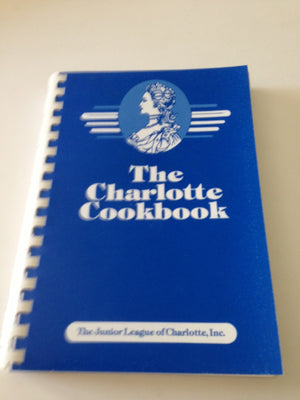 The
Charlotte
Cookbook
The Junior League of Charlotte, Inc.